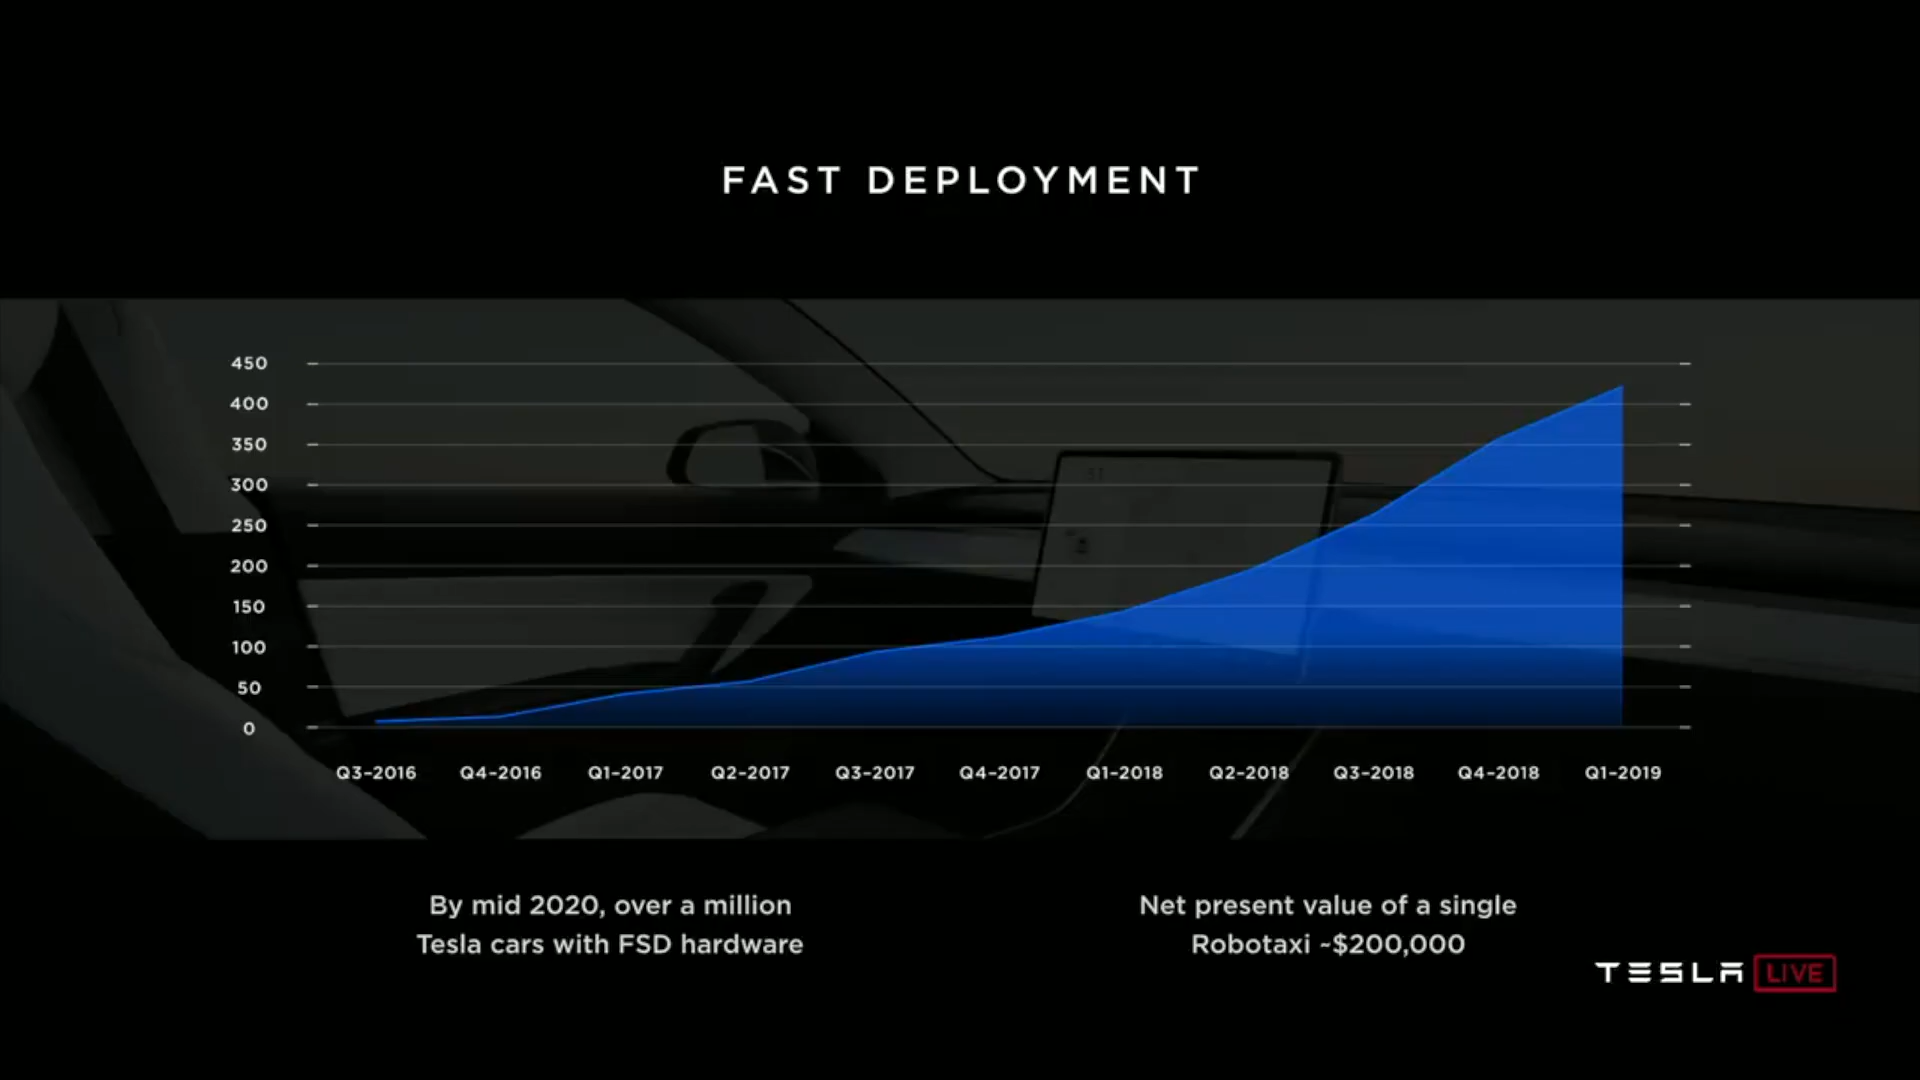 FAST DEPLOYMENT
450
400
350
300
250
200
150
100
50
0
Q3-2016 Q4-2016 Q1-2017 Q2-2017 Q3-2017 Q4-2017 Q1-2018 Q2-2018 Q3-2018 Q4-2018 Q1-2019
By mid 2020, over a million
Tesla cars with FSD hardware
Net present value of a single
Robotaxi ~$200,000
TESLA LIVE